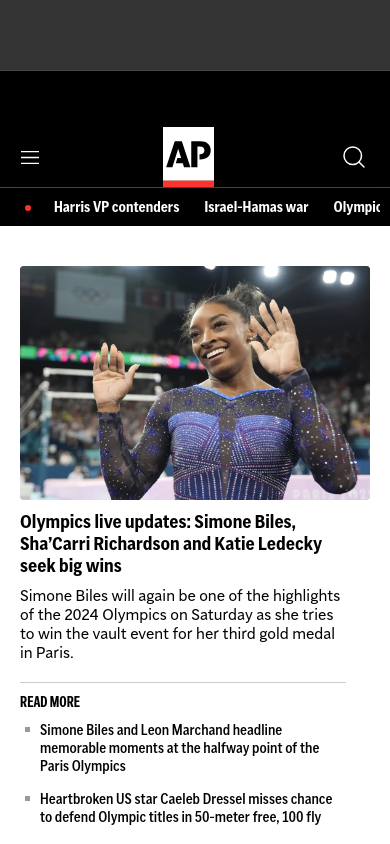 AP
Harris VP contenders Israel-Hamas war Olympic
Olympics live updates: Simone Biles,
Sha’Carri Richardson and Katie Ledecky
seek big wins
Simone Biles will again be one of the highlights
of the 2024 Olympics on Saturday as she tries
to win the vault event for her third gold medal
in Paris.
READ MORE
Simone Biles and Leon Marchand headline
memorable moments at the halfway point of the
Paris Olympics
Heartbroken US star Caeleb Dressel misses chance
to defend Olympic titles in 50-meter free, 100 fly